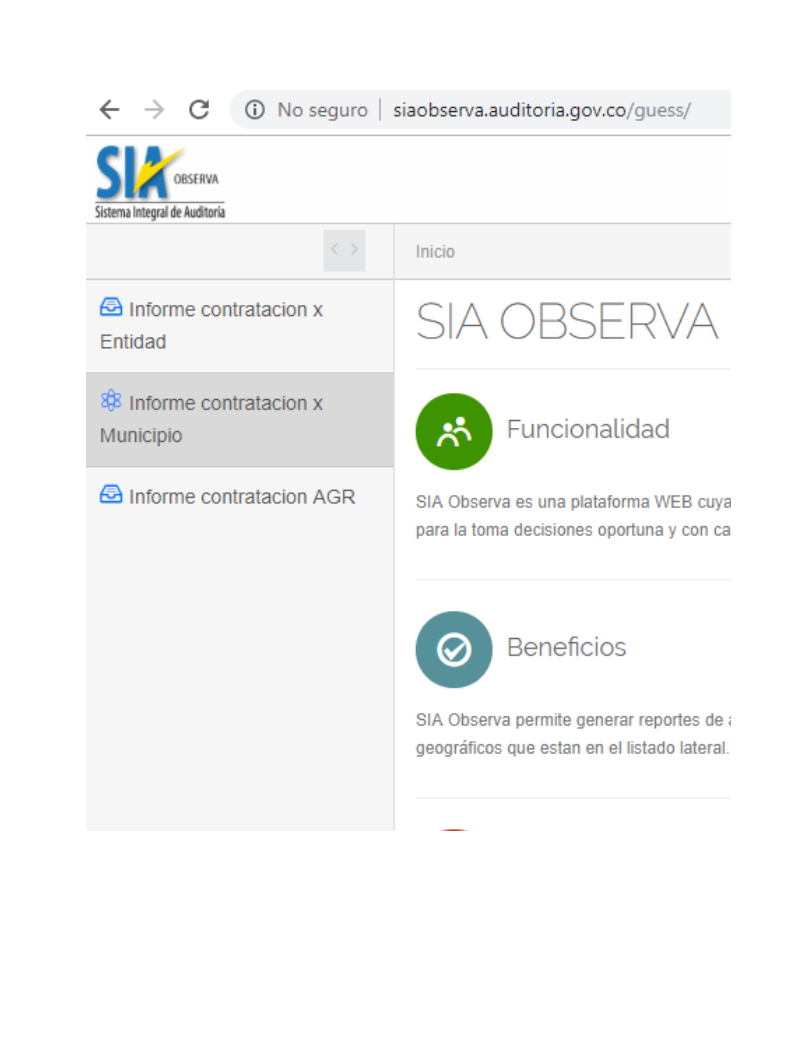 No seguro | siaobserva.auditoria.gov.co/guess/
SIA OBSERVA
Sistema Integral de Auditoría
Inicio
Informe contratacion x
Entidad
Informe contratacion x
Municipio
Informe contratacion AGR
SIA OBSERVA
Funcionalidad
SIA Observa es una plataforma WEB cuya
para la toma decisiones oportuna y con ca
Beneficios
SIA Observa permite generar reportes de
geográficos que estan en el listado lateral.